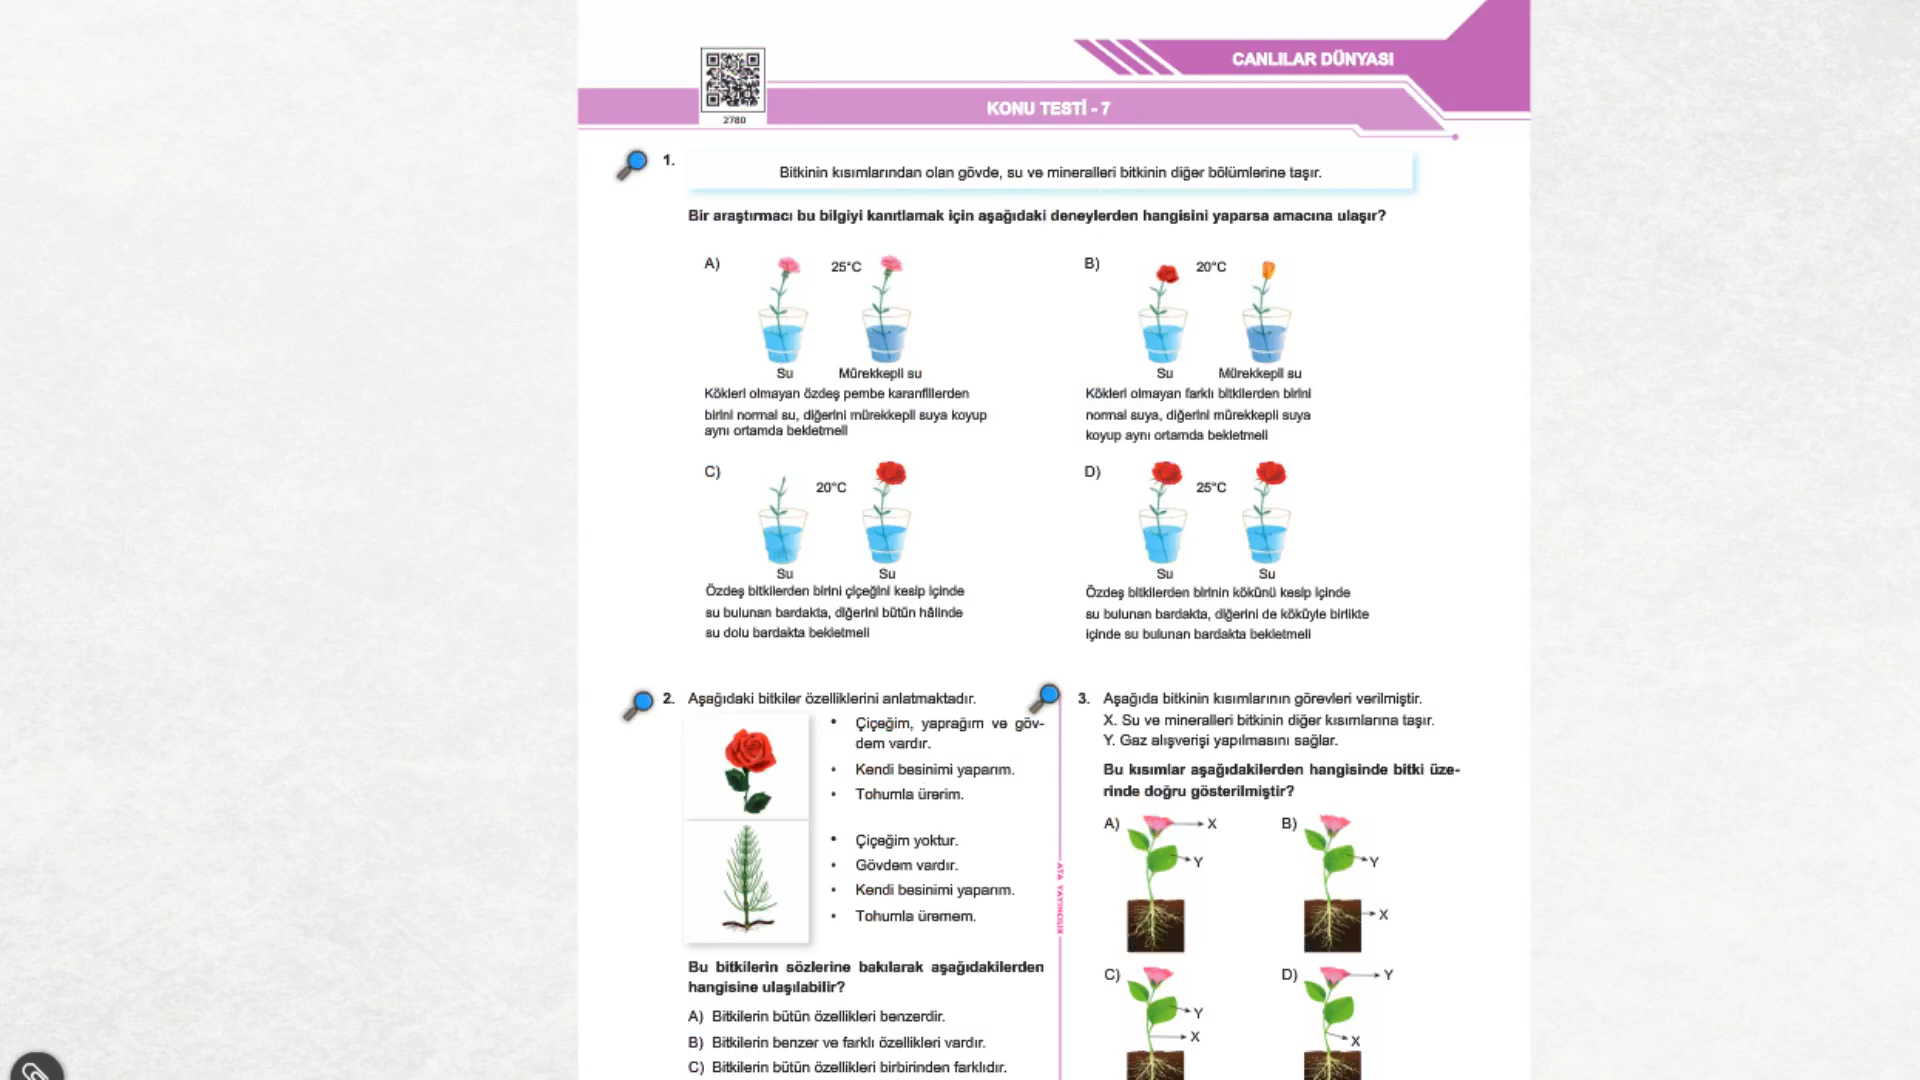 CANLILAR DÜNYASI
KONU TESTİ - 7
2780
1.
Bitkinin kısımlarından olan gövde, su ve mineralleri bitkinin diğer bölümlerine taşır.
Bir araştırmacı bu bilgiyi kanıtlamak için aşağıdaki deneylerden hangisini yaparsa amacına ulaşır?
A)
25°C
Su
Mürekkepli su
Kökleri olmayan özdeş pembe karanfillerden
birini normal su, diğerini mürekkepli suya koyup
aynı ortamda bekletmeli
B)
20°C
Su
Mürekkepli su
Kökleri olmayan farklı bitkilerden birini
normal suya, diğerini mürekkepli suya
koyup aynı ortamda bekletmeli
C)
20°C
Su
Su
Özdeş bitkilerden birini çiçeğini kesip içinde
su bulunan bardakta, diğerini bütün hâlinde
su dolu bardakta bekletmeli
D)
25°C
Su
Su
Özdeş bitkilerden birinin kökünü kesip içinde
su bulunan bardakta, diğerini de köküyle birlikte
içinde su bulunan bardakta bekletmeli
2. Aşağıdaki bitkiler özelliklerini anlatmaktadır.
• Çiçeğim, yaprağım ve göv-
dem vardır.
• Kendi besinimi yaparım.
• Tohumla ürerim.
• Çiçeğim yoktur.
• Gövdem vardır.
• Kendi besinimi yaparım.
• Tohumla üremem.
Bu bitkilerin sözlerine bakılarak aşağıdakilerden
hangisine ulaşılabilir?
A) Bitkilerin bütün özellikleri benzerdir.
B) Bitkilerin benzer ve farklı özellikleri vardır.
C) Bitkilerin bütün özellikleri birbirinden farklıdır.
ATA YAYINCILIK
3. Aşağıda bitkinin kısımlarının görevleri verilmiştir.
X. Su ve mineralleri bitkinin diğer kısımlarına taşır.
Y. Gaz alışverişi yapılmasını sağlar.
Bu kısımlar aşağıdakilerden hangisinde bitki üze-
rinde doğru gösterilmiştir?
A)
X
Y
B)
Y
X
C)
Y
X
D)
Y
X